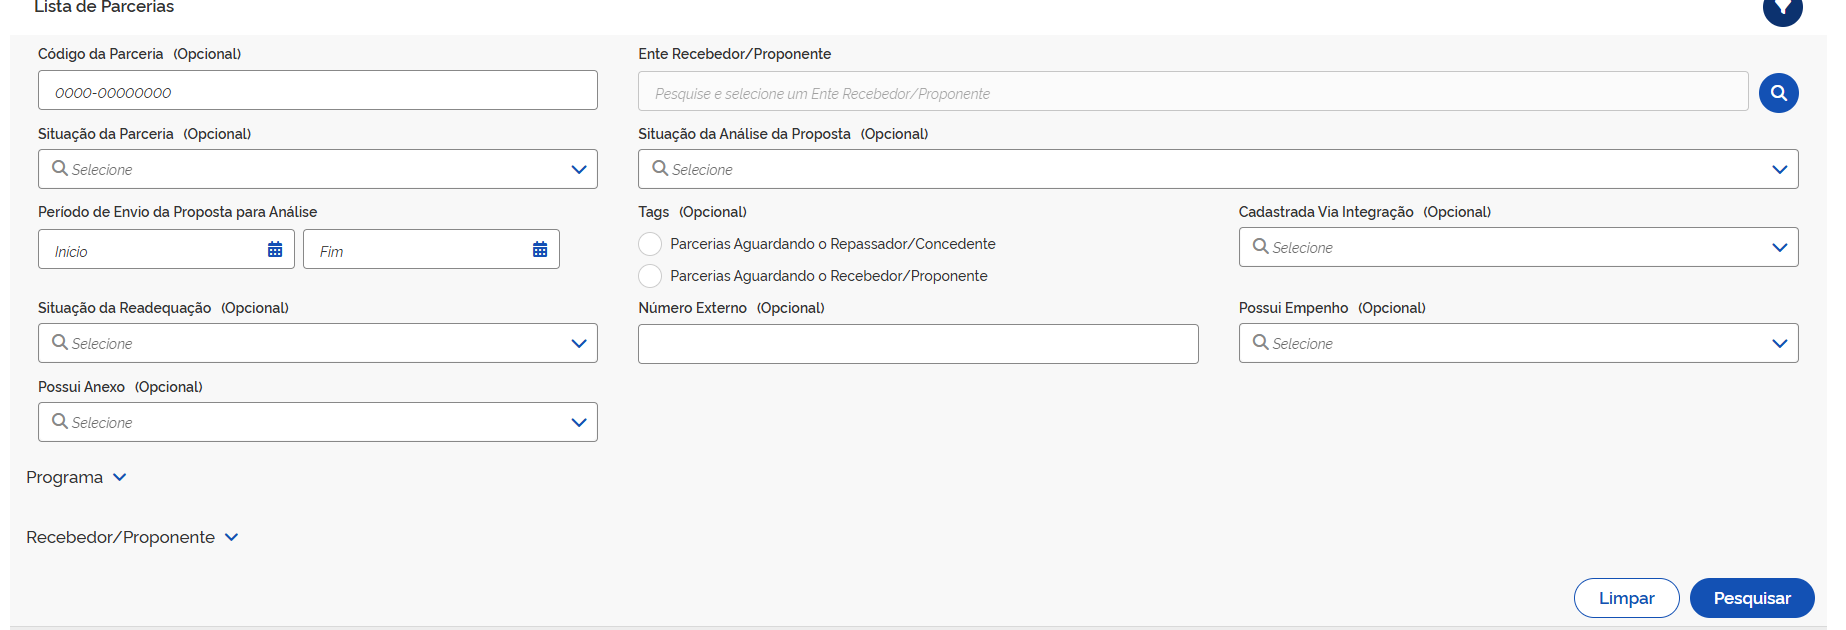 Lista de Parcerias
Código da Parceria (Opcional)
Ente Recebedor/Proponente
0000-00000000
Pesquise e selecione um Ente Recebedor/Proponente
Situação da Parceria (Opcional)
Situação da Análise da Proposta (Opcional)
Selecione
Selecione
Período de Envio da Proposta para Análise
Tags (Opcional)
Cadastrada Via Integração (Opcional)
Início
Fim
Parcerias Aguardando o Repassador/Concedente
Selecione
Parcerias Aguardando o Recebedor/Proponente
Situação da Readequação (Opcional)
Número Externo (Opcional)
Possui Empenho (Opcional)
Selecione
Selecione
Possui Anexo (Opcional)
Selecione
Programa
Recebedor/Proponente
Limpar
Pesquisar